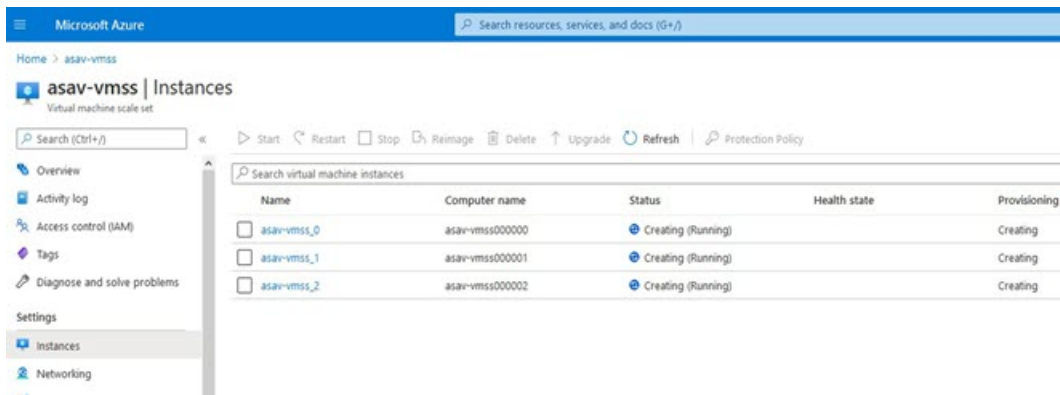 Microsoft Azure
Search resources, services, and docs (G+/)
Home > asav-vmss
asav-vmss | Instances
Virtual machine scale set
Search (Ctrl+/) «
Start Restart Stop Reimage Delete Upgrade Refresh Protection Policy
Overview
Activity log
Access control (IAM)
Tags
Diagnose and solve problems
Settings
Instances
Networking
Search virtual machine instances
Name Computer name Status Health state Provisioning
asav-vmss_0 asav-vmss000000 Creating (Running) Creating
asav-vmss_1 asav-vmss000001 Creating (Running) Creating
asav-vmss_2 asav-vmss000002 Creating (Running) Creating